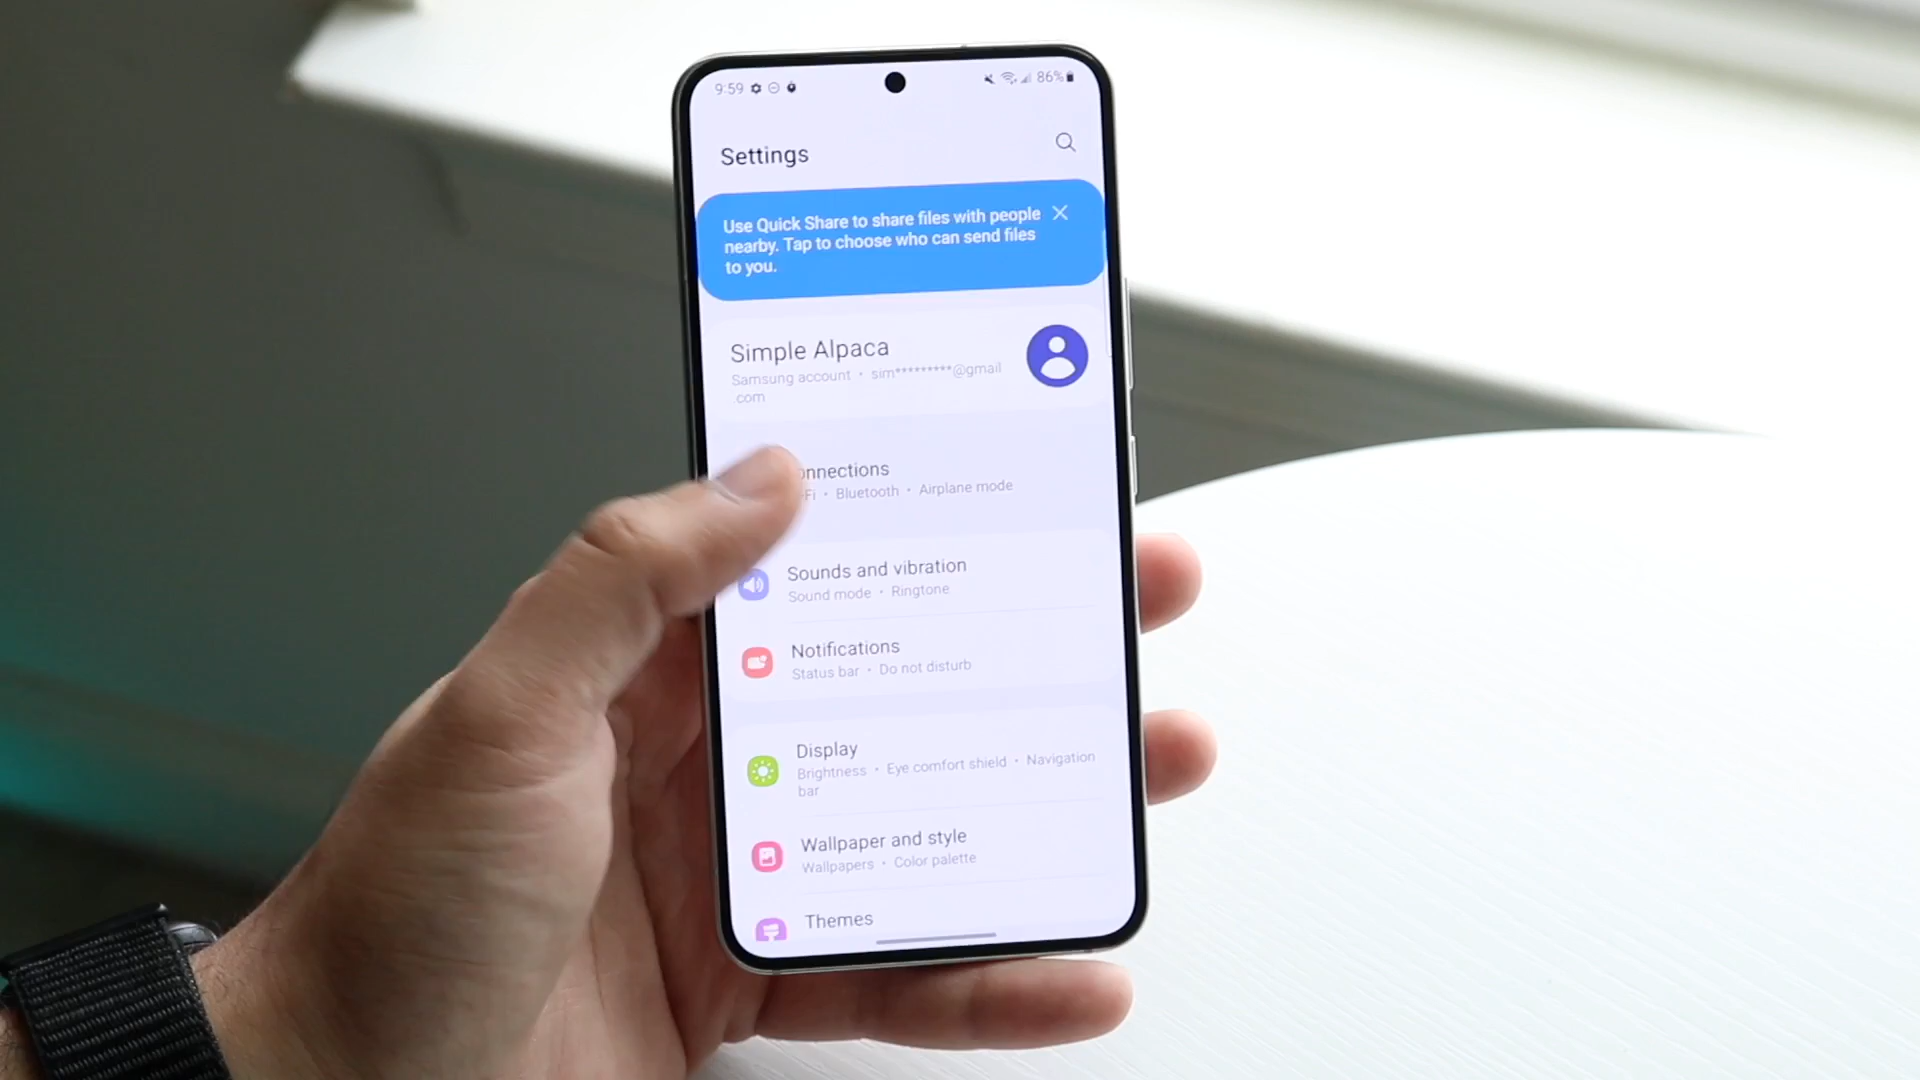 9:59 86%
Settings
Use Quick Share to share files with people
nearby. Tap to choose who can send files
to you.
Simple Alpaca
Samsung account • sim*********@gmail
.com
onnections
-Fi • Bluetooth • Airplane mode
Sounds and vibration
Sound mode • Ringtone
Notifications
Status bar • Do not disturb
Display
Brightness • Eye comfort shield • Navigation
bar
Wallpaper and style
Wallpapers • Color palette
Themes